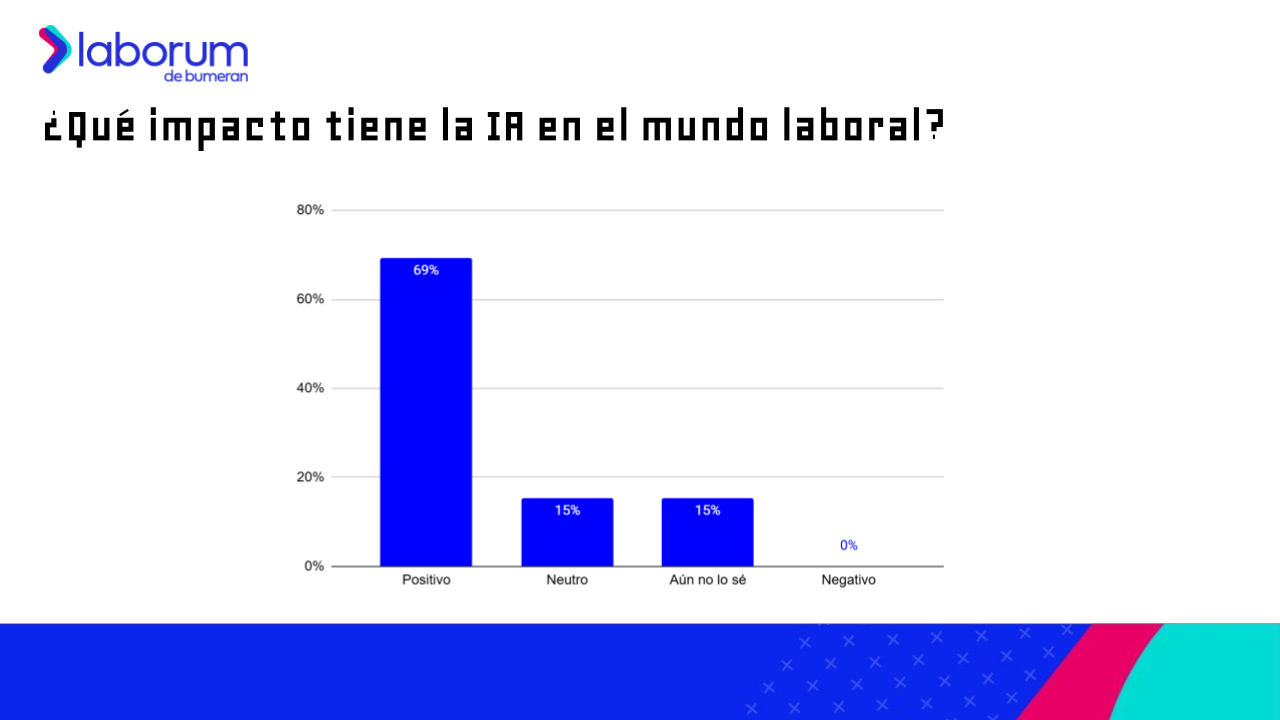 laborum
de bumeran
¿Qué impacto tiene la IA en el mundo laboral?
80%
60%
40%
20%
0%
69%
15%
15%
0%
Positivo
Neutro
Aún no lo sé
Negativo